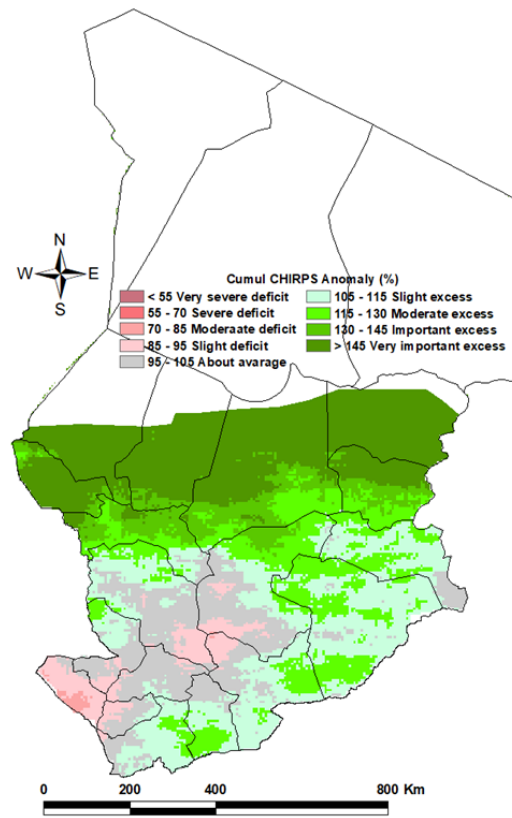 N
W E
S
Cumul CHIRPS Anomaly (%)
< 55 Very severe deficit
55 - 70 Severe deficit
70 - 85 Moderaate deficit
85 - 95 Slight deficit
95 - 105 About avarage
105 - 115 Slight excess
115 - 130 Moderate excess
130 - 145 Important excess
> 145 Very important excess
0 200 400 800 Km